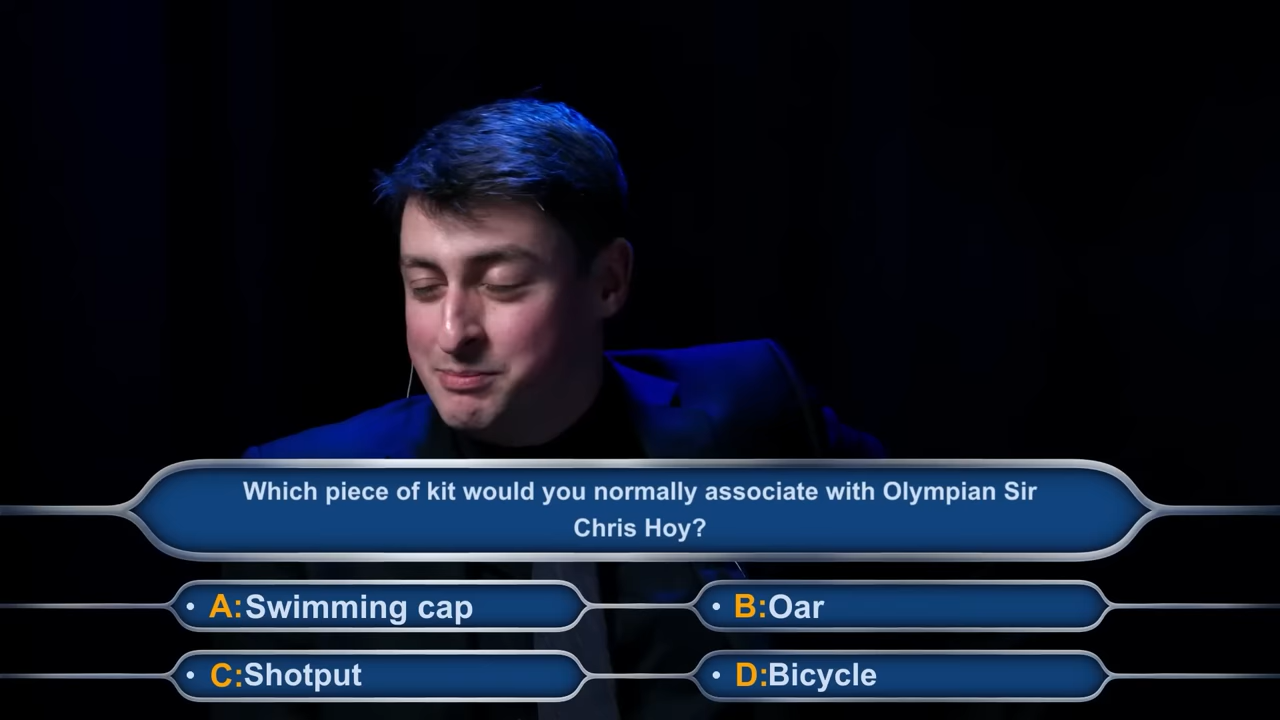 Which piece of kit would you normally associate with Olympian Sir
Chris Hoy?
• A:Swimming cap
• B:Oar
• C:Shotput
• D:Bicycle